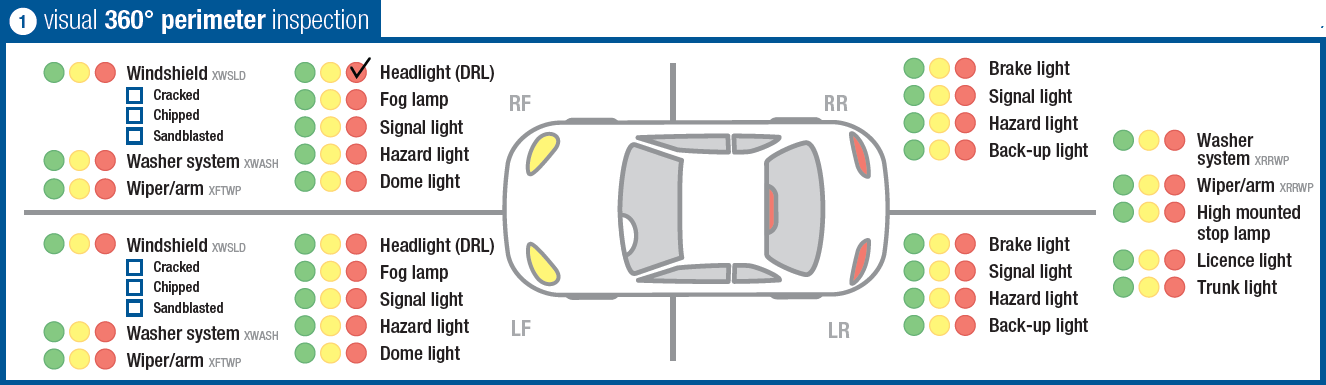 1 visual 360° perimeter inspection
Windshield XWSLD
Cracked
Chipped
Sandblasted
Washer system XWASH
Wiper/arm XFTWP
Headlight (DRL)
Fog lamp
Signal light
Hazard light
Dome light
RF
RR
Brake light
Signal light
Hazard light
Back-up light
Washer
system XRRWP
Wiper/arm XRRWP
High mounted
stop lamp
Licence light
Trunk light
Windshield XWSLD
Cracked
Chipped
Sandblasted
Washer system XWASH
Wiper/arm XFTWP
Headlight (DRL)
Fog lamp
Signal light
Hazard light
Dome light
LF
LR
Brake light
Signal light
Hazard light
Back-up light